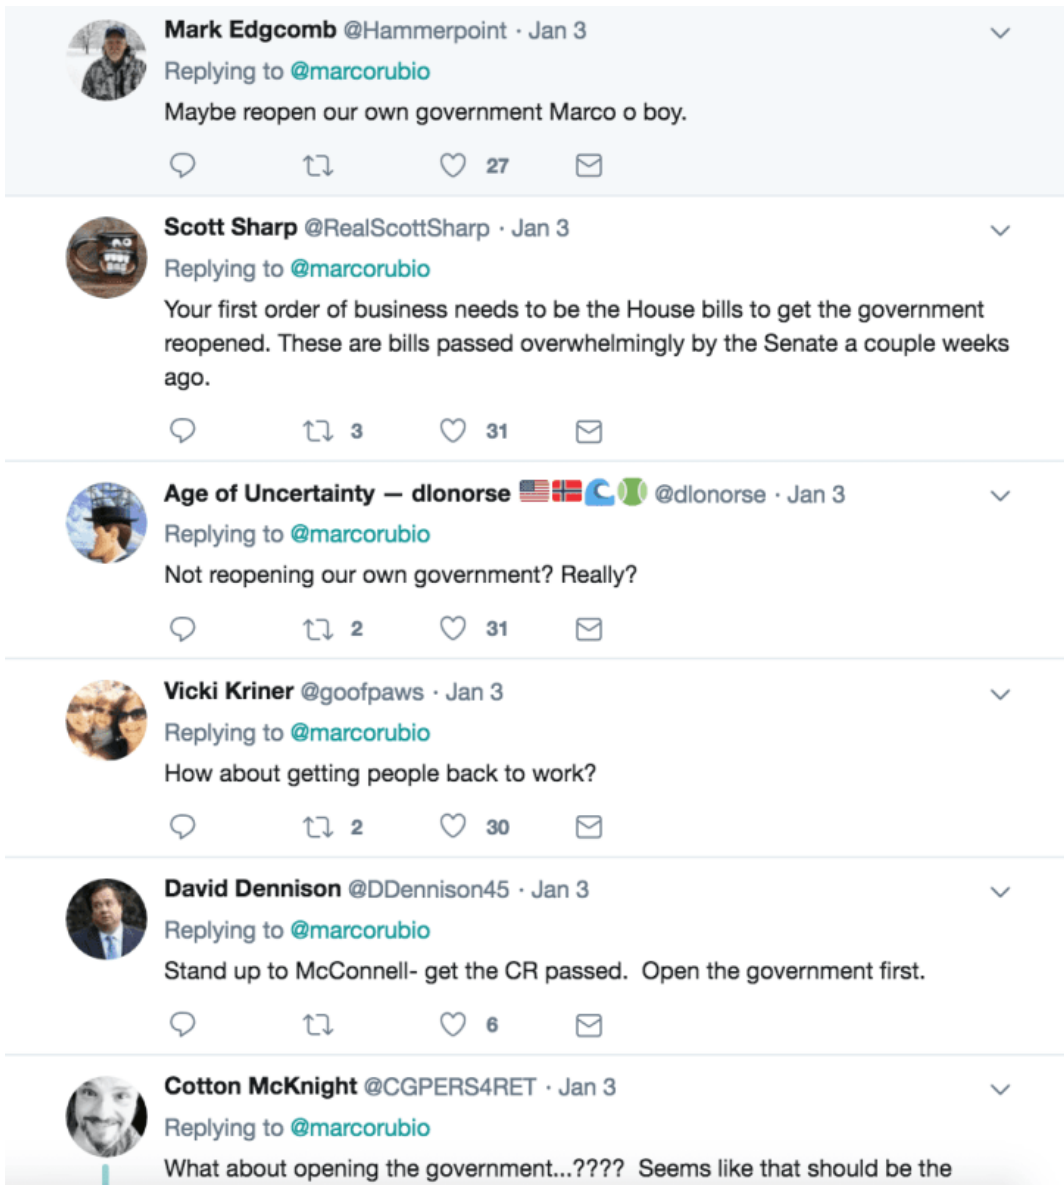 Mark Edgcomb @Hammerpoint · Jan 3
Replying to @marcorubio
Maybe reopen our own government Marco o boy.
27
Scott Sharp @RealScottSharp · Jan 3
Replying to @marcorubio
Your first order of business needs to be the House bills to get the government
reopened. These are bills passed overwhelmingly by the Senate a couple weeks
ago.
3 31
Age of Uncertainty — dlonorse 🇺🇸🇳🇴🌊🎾 @dlonorse · Jan 3
Replying to @marcorubio
Not reopening our own government? Really?
2 31
Vicki Kriner @goofpaws · Jan 3
Replying to @marcorubio
How about getting people back to work?
2 30
David Dennison @DDennison45 · Jan 3
Replying to @marcorubio
Stand up to McConnell- get the CR passed.  Open the government first.
6
Cotton McKnight @CGPERS4RET · Jan 3
Replying to @marcorubio
What about opening the government...????  Seems like that should be the